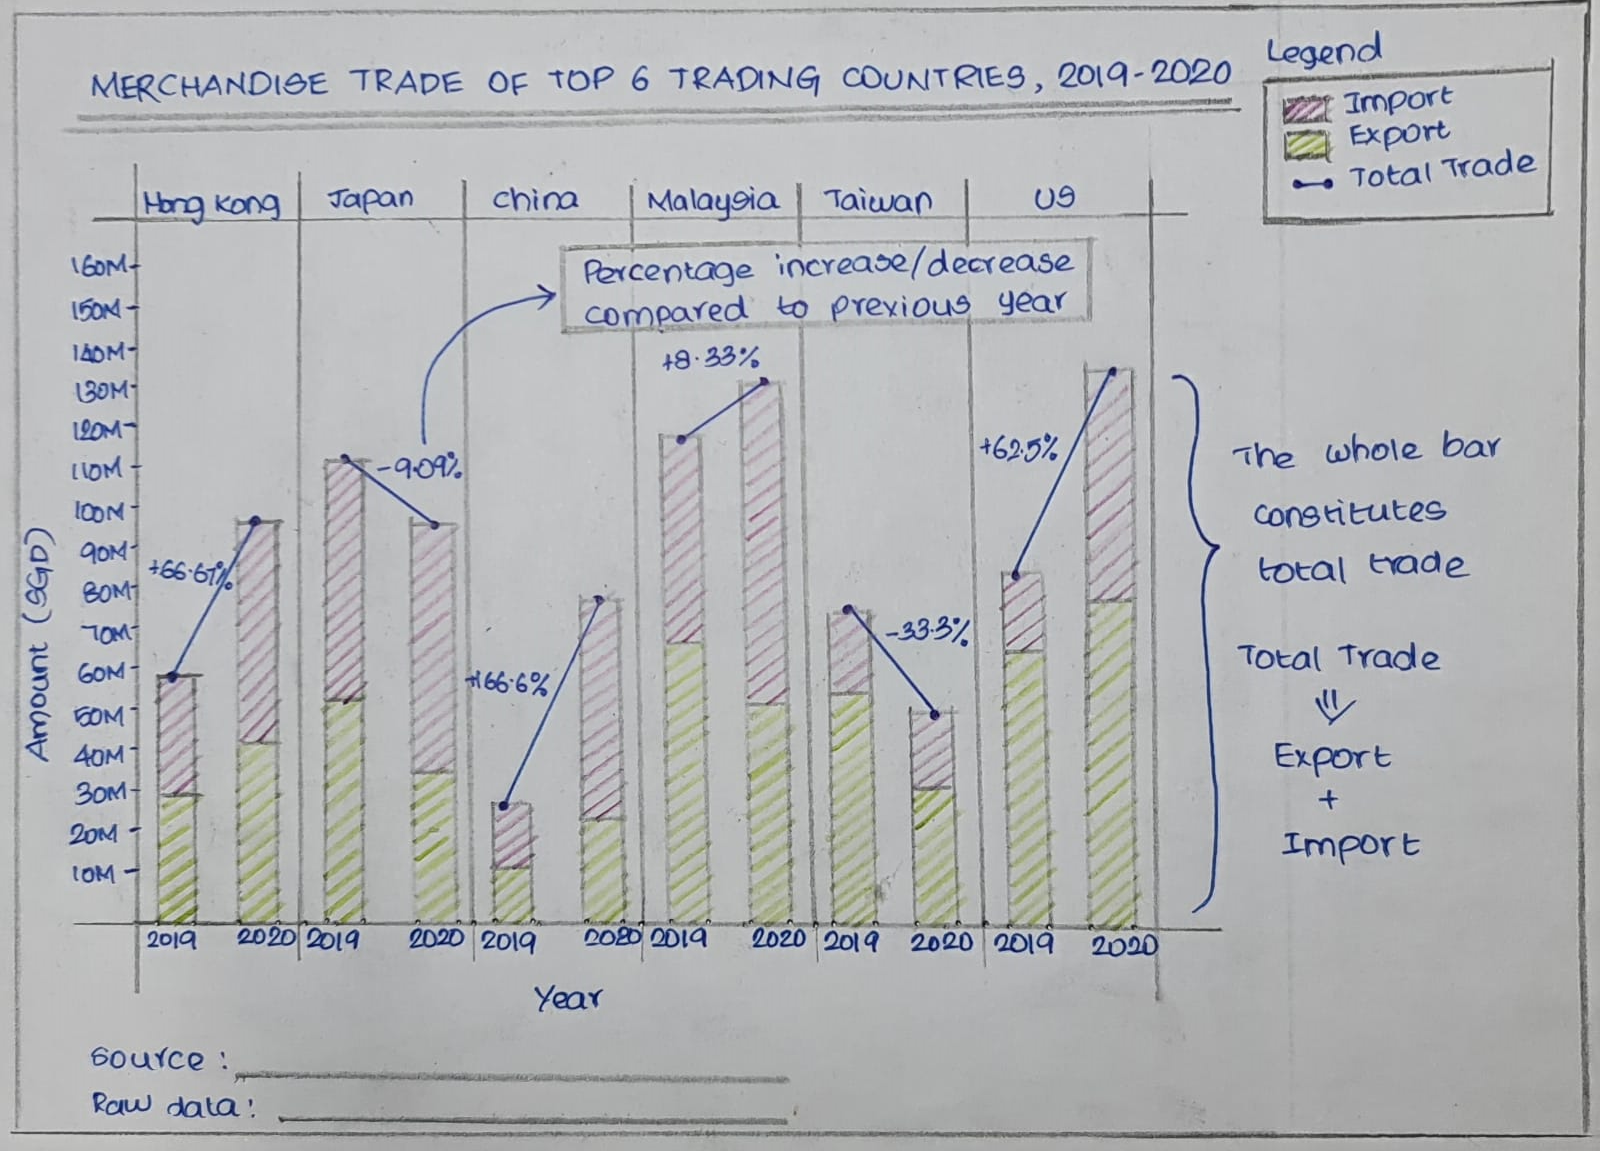 MERCHANDISE TRADE OF TOP 6 TRADING COUNTRIES, 2019-2020
Legend
Import
Export
Total Trade
Hong Kong Japan China Malaysia Taiwan US
160M
150M
140M
130M
120M
110M
100M
90M
80M
70M
60M
50M
40M
30M
20M
10M
Amount (SGD)
Percentage increase/decrease
compared to previous year
+66.67%
-9.09%
+166.6%
+8.33%
-33.3%
+62.5%
The whole bar
constitutes
total trade
Total Trade
Export
+
Import
2019 2020 2019 2020 2019 2020 2019 2020 2019 2020 2019 2020
Year
Source:
Raw data: